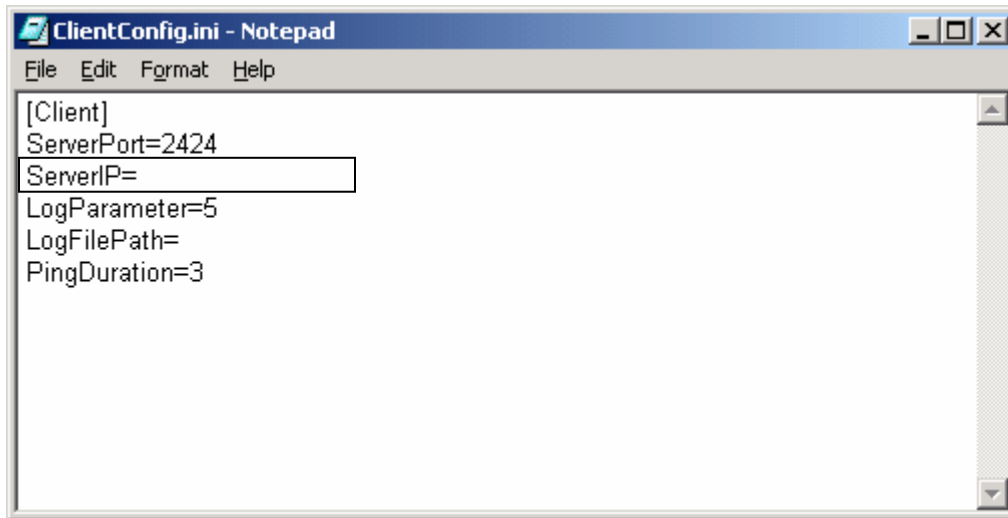 ClientConfig.ini - Notepad
File Edit Format Help
[Client]
ServerPort=2424
ServerIP=
LogParameter=5
LogFilePath=
PingDuration=3